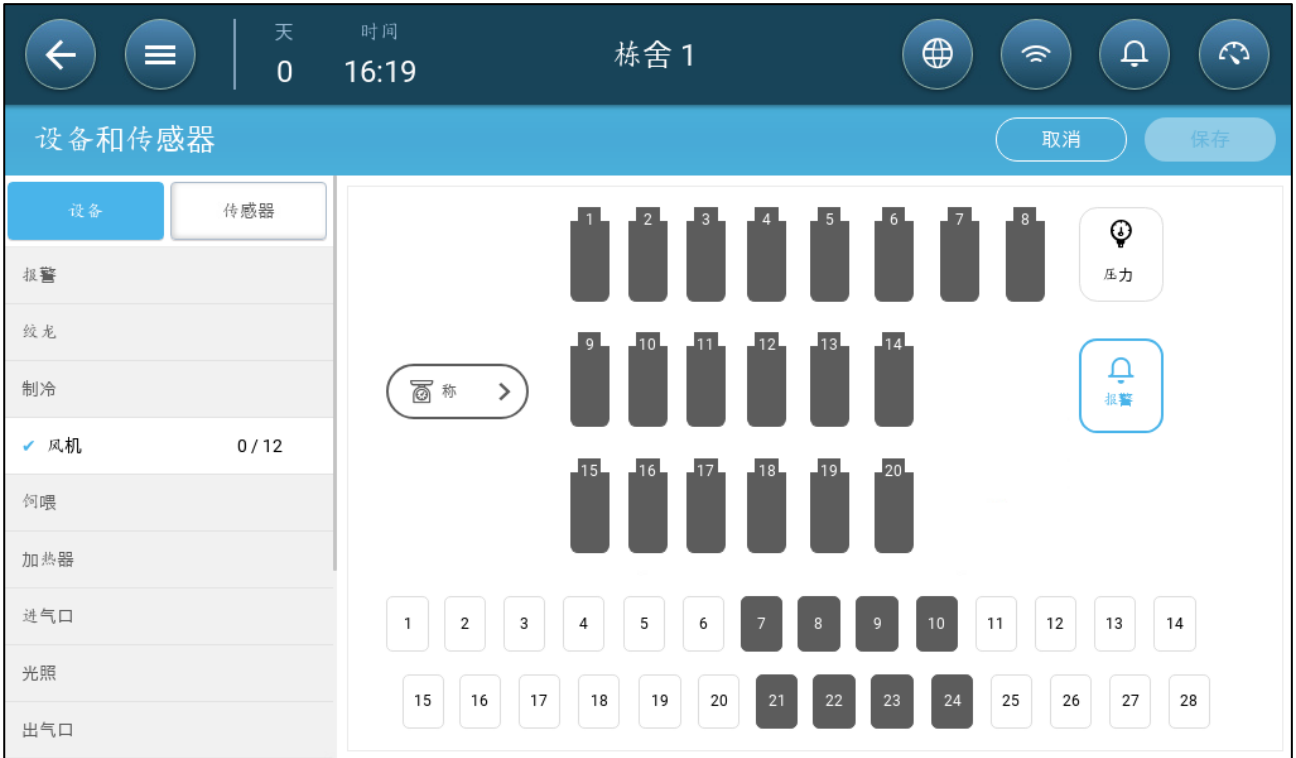 天 时间
0 16:19 栋舍 1
设备和传感器 取消 保存
设备 传感器
报警
绞龙
制冷
风机 0 / 12
饲喂
加热器
进气口
光照
出气口
1 2 3 4 5 6 7 8 压力
9 10 11 12 13 14
称 报警
15 16 17 18 19 20
1 2 3 4 5 6 7 8 9 10 11 12 13 14
15 16 17 18 19 20 21 22 23 24 25 26 27 28